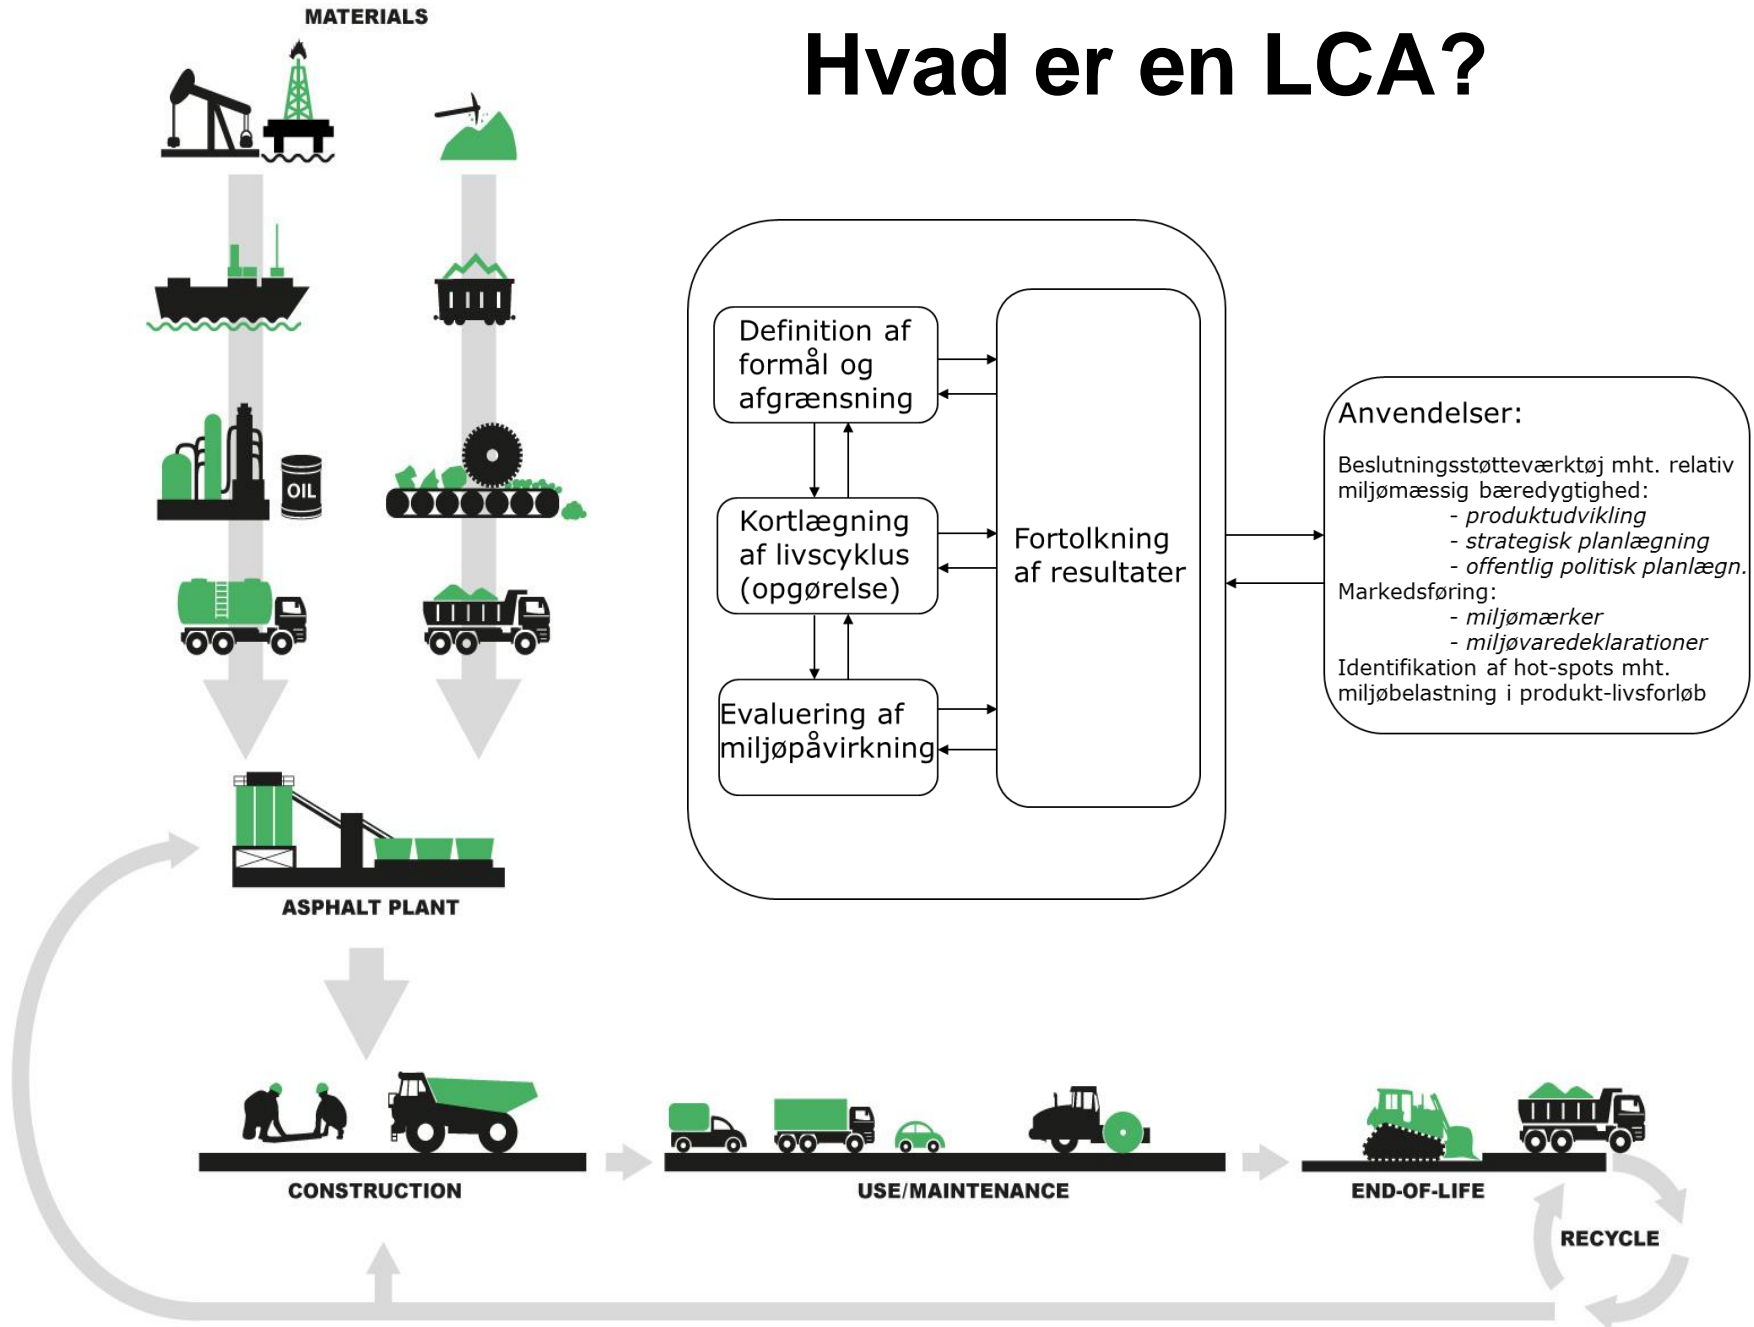 MATERIALS
Hvad er en LCA?
OIL
Definition af
formål og
afgrænsning
Kortlægning
af livscyklus
(opgørelse)
Evaluering af
miljøpåvirkning
Fortolkning
af resultater
Anvendelser:
Beslutningsstøtteværktøj mht. relativ
miljømæssig bæredygtighed:
- produktudvikling
- strategisk planlægning
- offentlig politisk planlægn.
Markedsføring:
- miljømærker
- miljøvaredeklarationer
Identifikation af hot-spots mht.
miljøbelastning i produkt-livsforløb
ASPHALT PLANT
CONSTRUCTION
USE/MAINTENANCE
END-OF-LIFE
RECYCLE